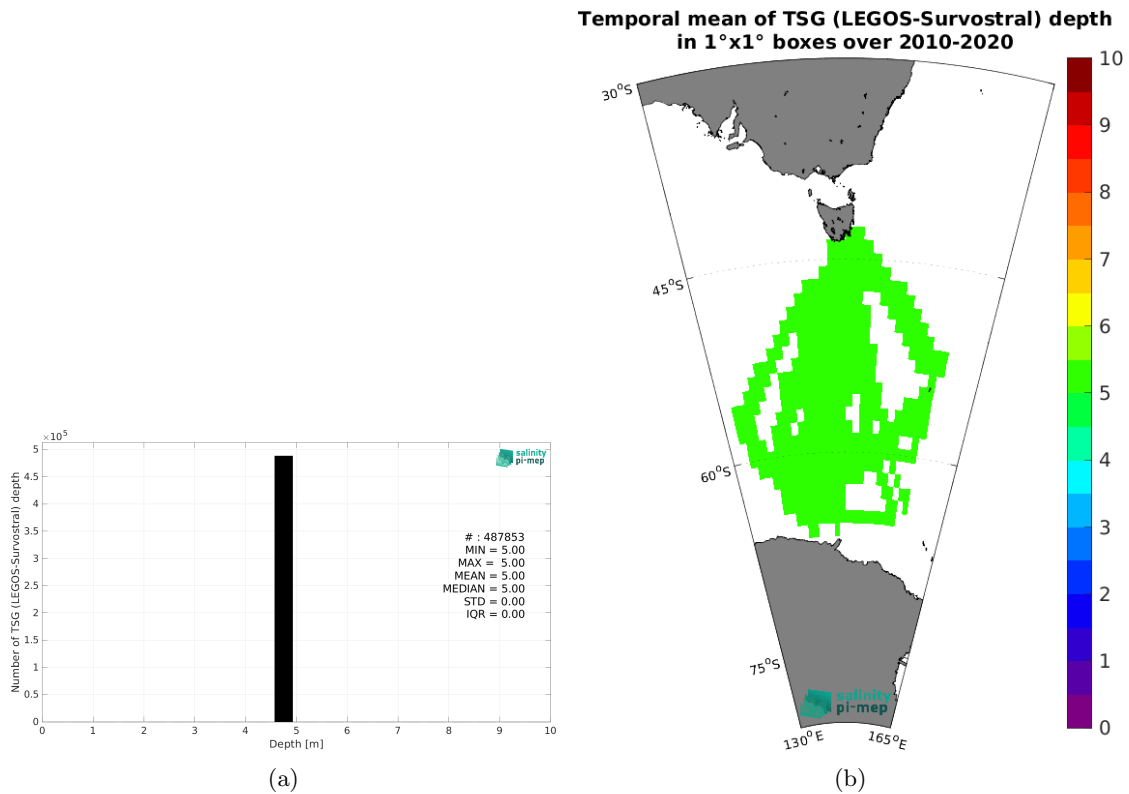 ×10⁵
5
4.5
4
3.5
3
2.5
2
1.5
1
0.5
0
0 1 2 3 4 5 6 7 8 9 10
Number of TSG (LEGOS-Survostral) depth
Depth [m]
salinity
pi-mep
# : 487853
MIN = 5.00
MAX = 5.00
MEAN = 5.00
MEDIAN = 5.00
STD = 0.00
IQR = 0.00
(a)
Temporal mean of TSG (LEGOS-Survostral) depth
in 1°x1° boxes over 2010-2020
30°S
45°S
60°S
75°S
130°E
165°E
salinity
pi-mep
10
9
8
7
6
5
4
3
2
1
0
(b)